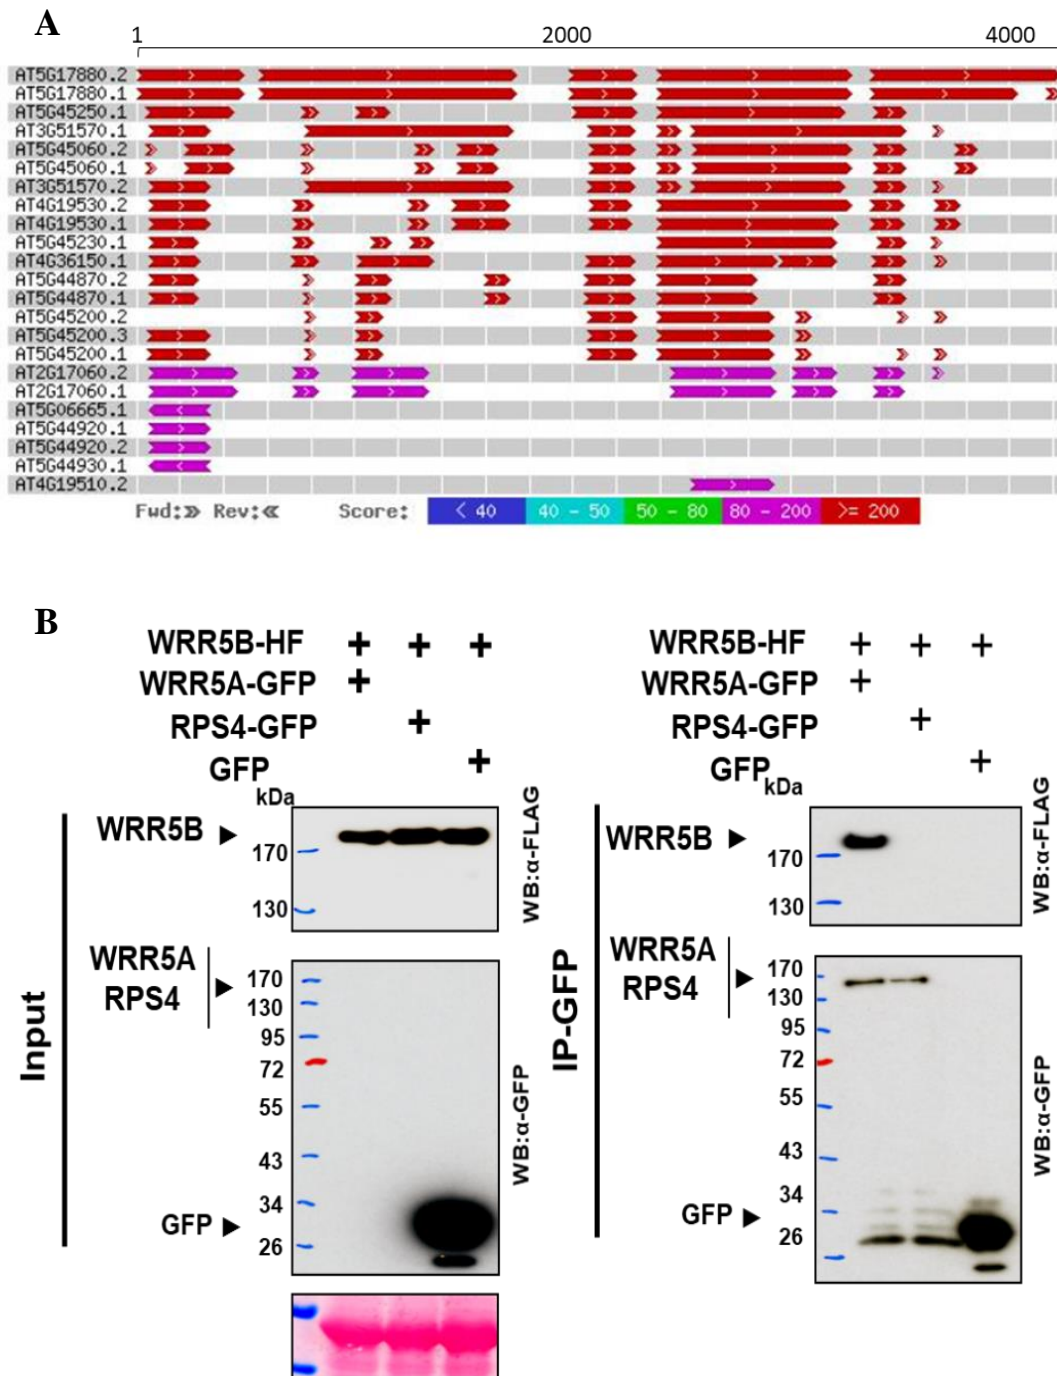 A
1 2000 4000
AT5G17880.2
AT5G17880.1
AT5G45250.1
AT3G51570.1
AT5G45060.2
AT5G45060.1
AT3G51570.2
AT4G19530.2
AT4G19530.1
AT5G45230.1
AT4G36150.1
AT5G44870.2
AT5G44870.1
AT5G45200.2
AT5G45200.3
AT5G45200.1
AT2G17060.2
AT2G17060.1
AT5G06665.1
AT5G44920.1
AT5G44920.2
AT5G44930.1
AT4G19510.2
Fwd: Rev: Score: < 40 40 - 50 50 - 80 80 - 200 >= 200
B
WRR5B-HF + + +
WRR5A-GFP +
RPS4-GFP +
GFP +
kDa
WRR5B
170
130
WB:α-FLAG
WRR5A
RPS4
170
130
95
72
55
43
34
26
GFP
WB:α-GFP
Input
WRR5B-HF + + +
WRR5A-GFP +
RPS4-GFP +
GFP +
kDa
WRR5B
170
130
WB:α-FLAG
WRR5A
RPS4
170
130
95
72
55
43
34
26
GFP
WB:α-GFP
IP-GFP